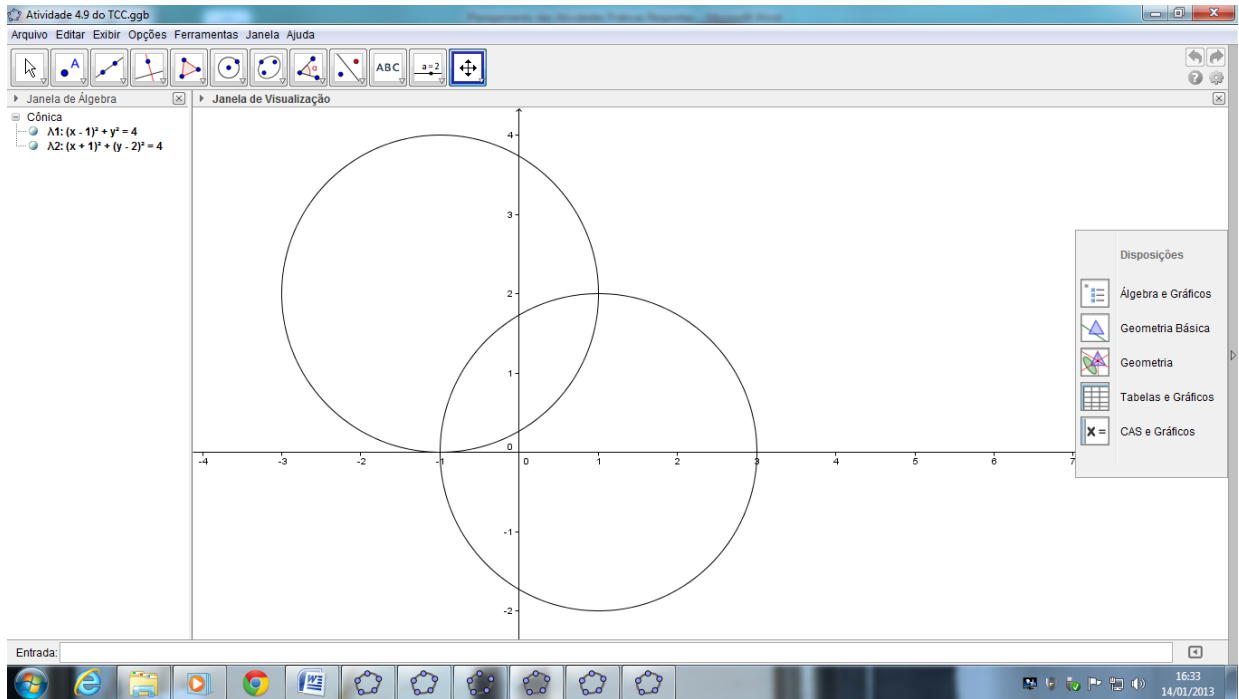 Atividade 4.9 do TCC.ggb
Arquivo Editar Exibir Opções Ferramentas Janela Ajuda
A ABC a=2
Janela de Álgebra
Janela de Visualização
Cônica
λ1: (x - 1)² + y² = 4
λ2: (x + 1)² + (y - 2)² = 4
4
3
2
1
0
-4 -3 -2 -1 0 1 2 3 4 5 6 7
-1
-2
Disposições
Álgebra e Gráficos
Geometria Básica
Geometria
Tabelas e Gráficos
X = CAS e Gráficos
Entrada:
16:33
14/01/2013